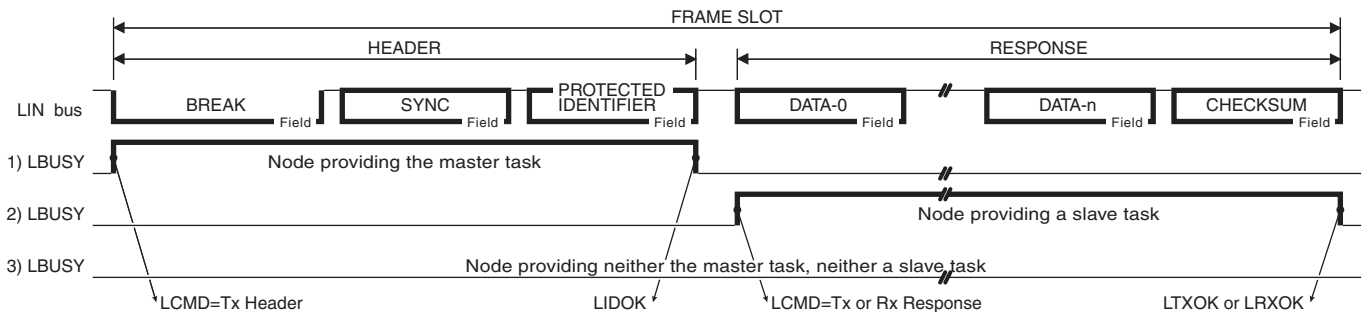 FRAME SLOT
HEADER RESPONSE
LIN bus BREAK Field SYNC Field PROTECTED IDENTIFIER Field DATA-0 Field DATA-n Field CHECKSUM Field
1) LBUSY Node providing the master task
2) LBUSY Node providing a slave task
3) LBUSY Node providing neither the master task, neither a slave task
LCMD=Tx Header LIDOK LCMD=Tx or Rx Response LTXOK or LRXOK